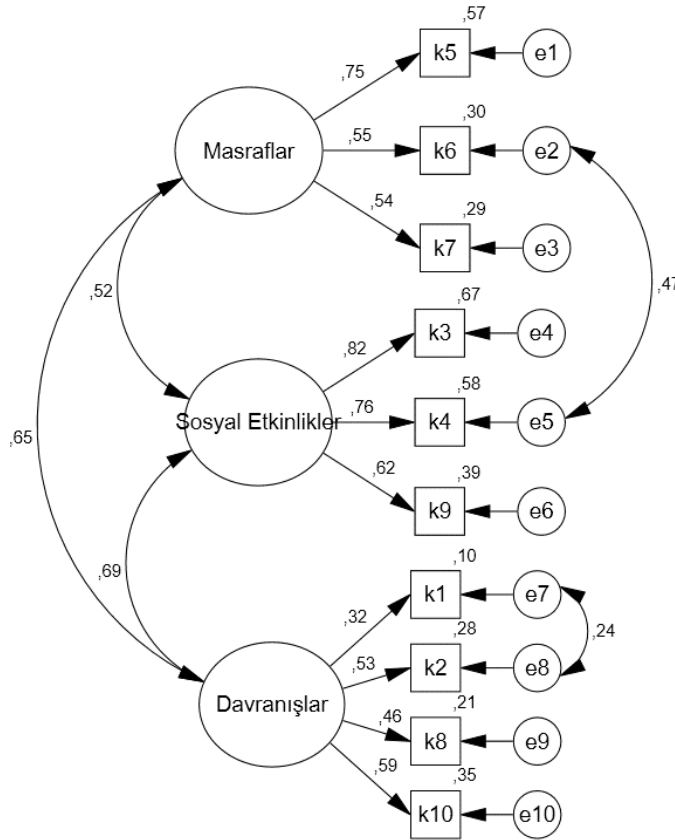 ,57
k5
e1
,75
,30
,55
k6
e2
Masraflar
,54
,29
k7
e3
,47
,52
,67
k3
e4
,82
,58
Sosyal Etkinlikler
,76
k4
e5
,65
,62
,39
k9
e6
,69
,10
k1
e7
,32
,28
,24
,53
k2
e8
Davranışlar
,46
,21
k8
e9
,59
,35
k10
e10